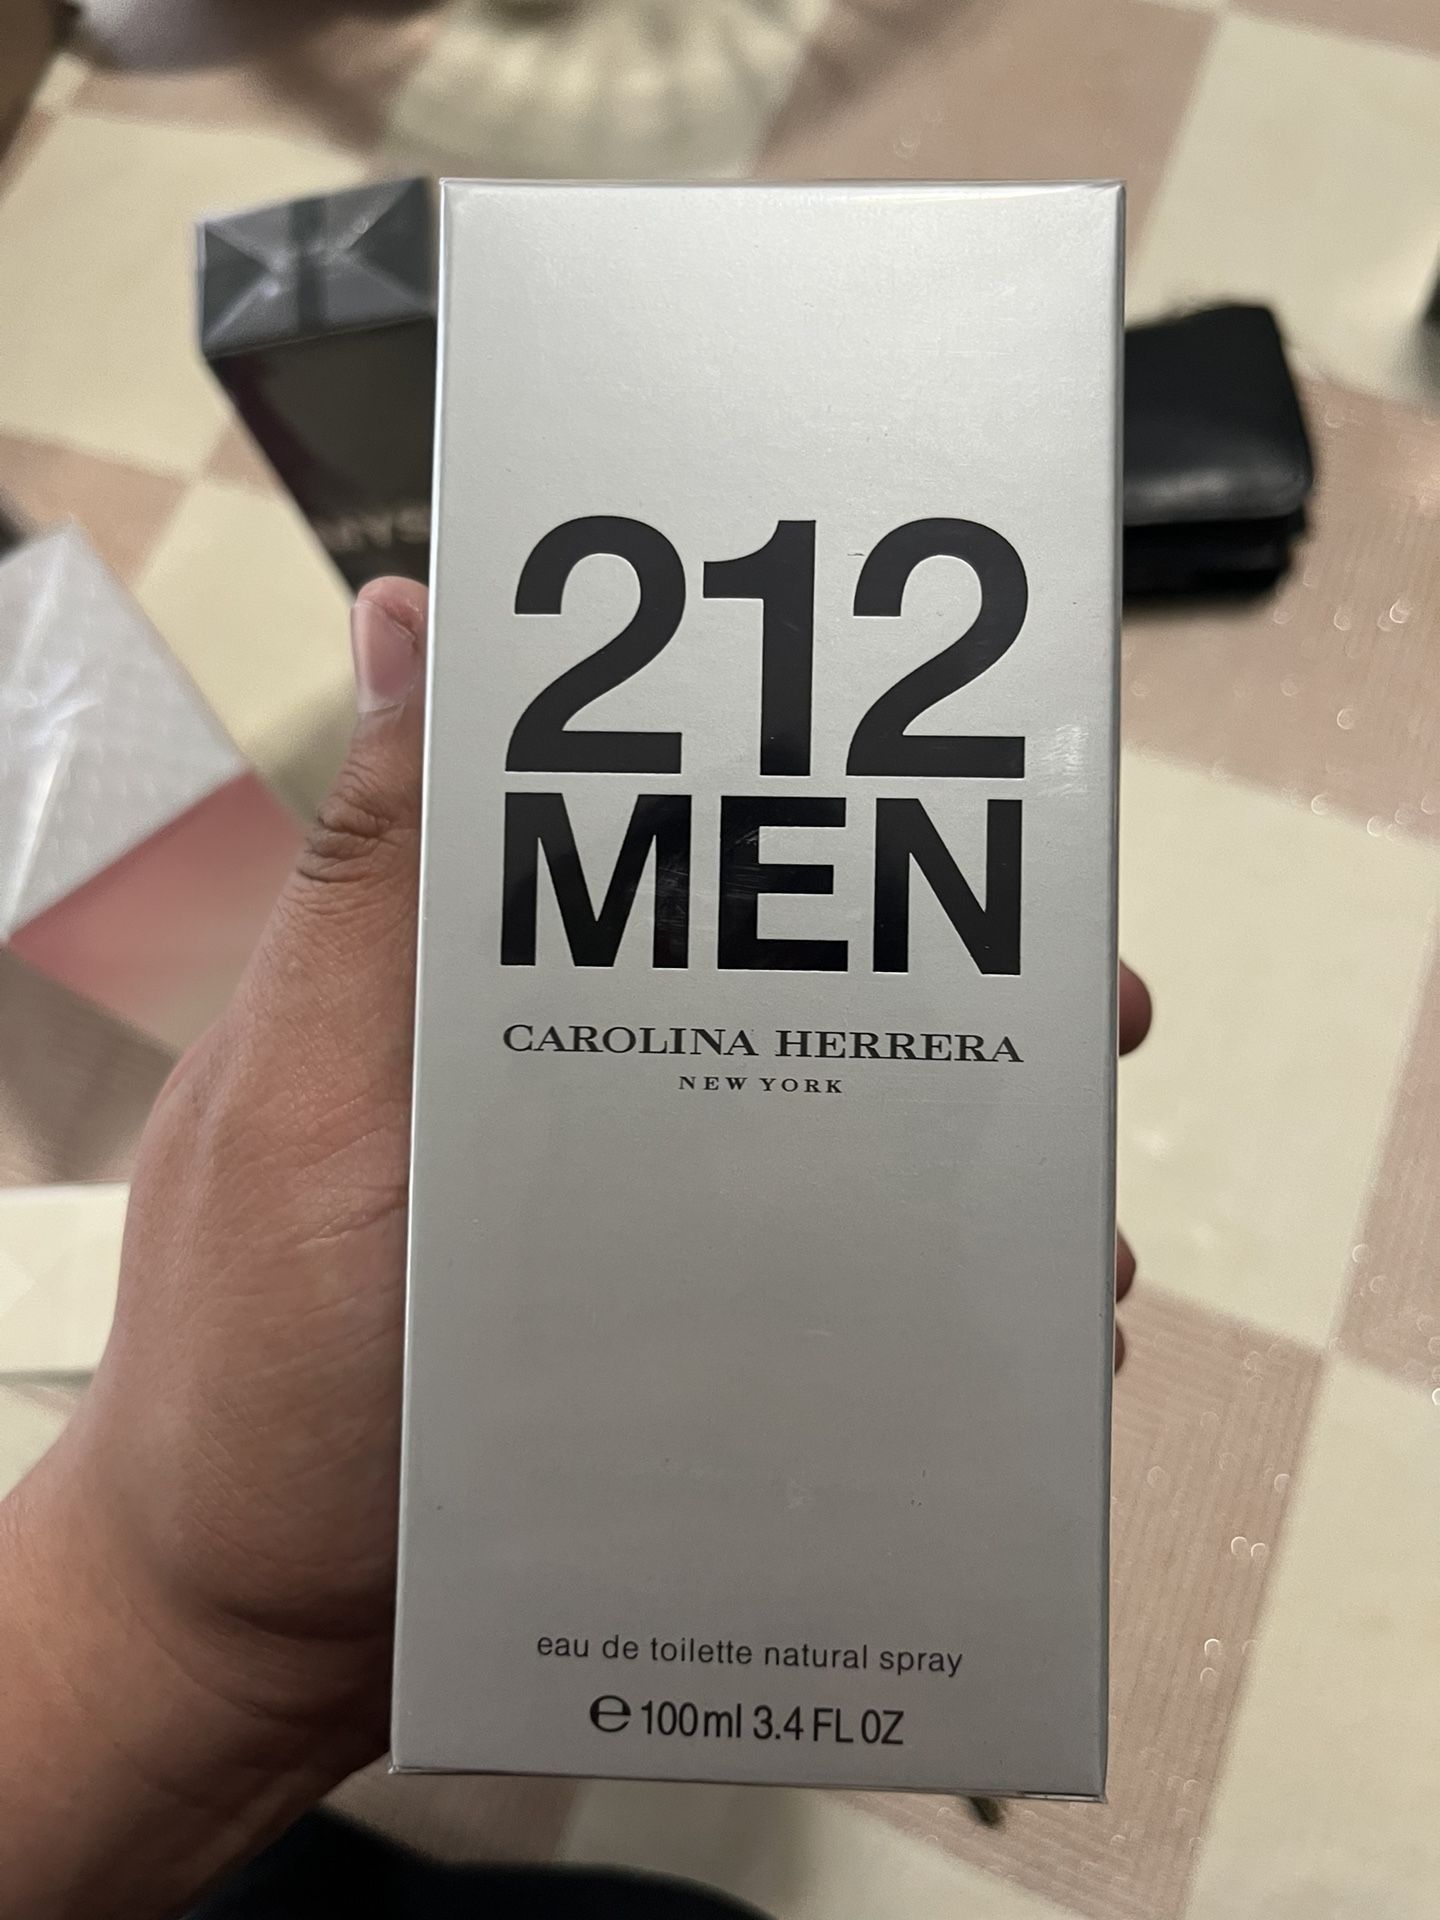 212
MEN
CAROLINA HERRERA
NEW YORK
eau de toilette natural spray
℮ 100ml 3.4 FL OZ